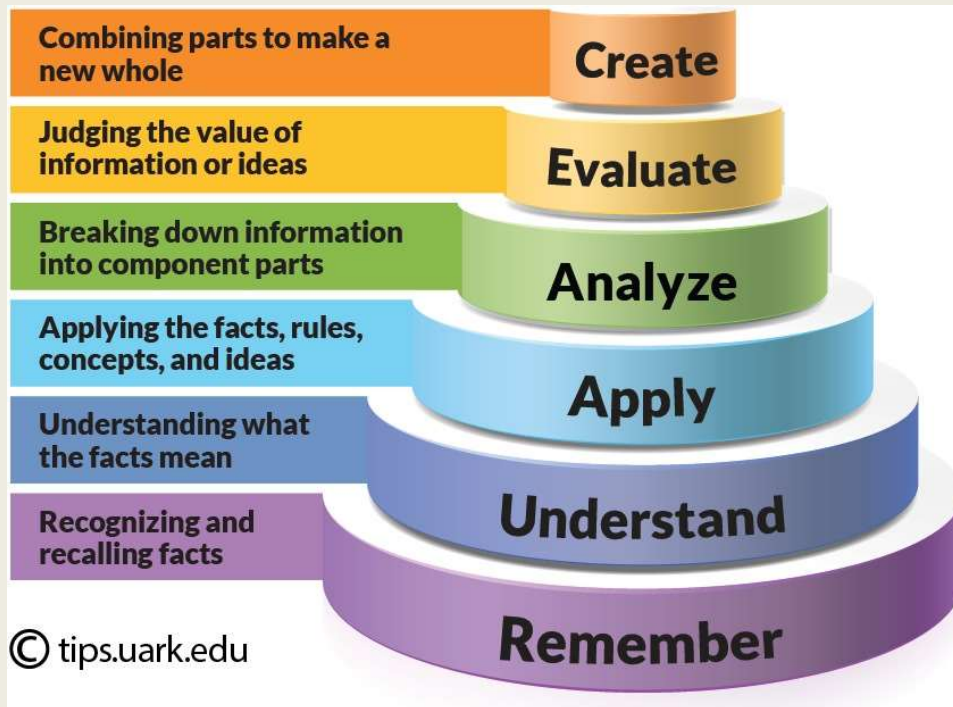 Combining parts to make a
new whole
Create
Judging the value of
information or ideas
Evaluate
Breaking down information
into component parts
Analyze
Applying the facts, rules,
concepts, and ideas
Apply
Understanding what
the facts mean
Understand
Recognizing and
recalling facts
Remember
© tips.uark.edu